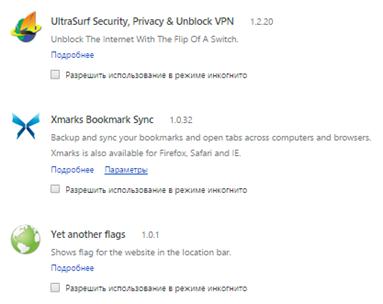 UltraSurf Security, Privacy & Unblock VPN 1.2.20
Unblock The Internet With The Flip Of A Switch.
Подробнее
Разрешить использование в режиме инкогнито
Xmarks Bookmark Sync 1.0.32
Backup and sync your bookmarks and open tabs across computers and browsers.
Xmarks is also available for Firefox, Safari and IE.
Подробнее Параметры
Разрешить использование в режиме инкогнито
Yet another flags 1.0.1
Shows flag for the website in the location bar.
Подробнее
Разрешить использование в режиме инкогнито